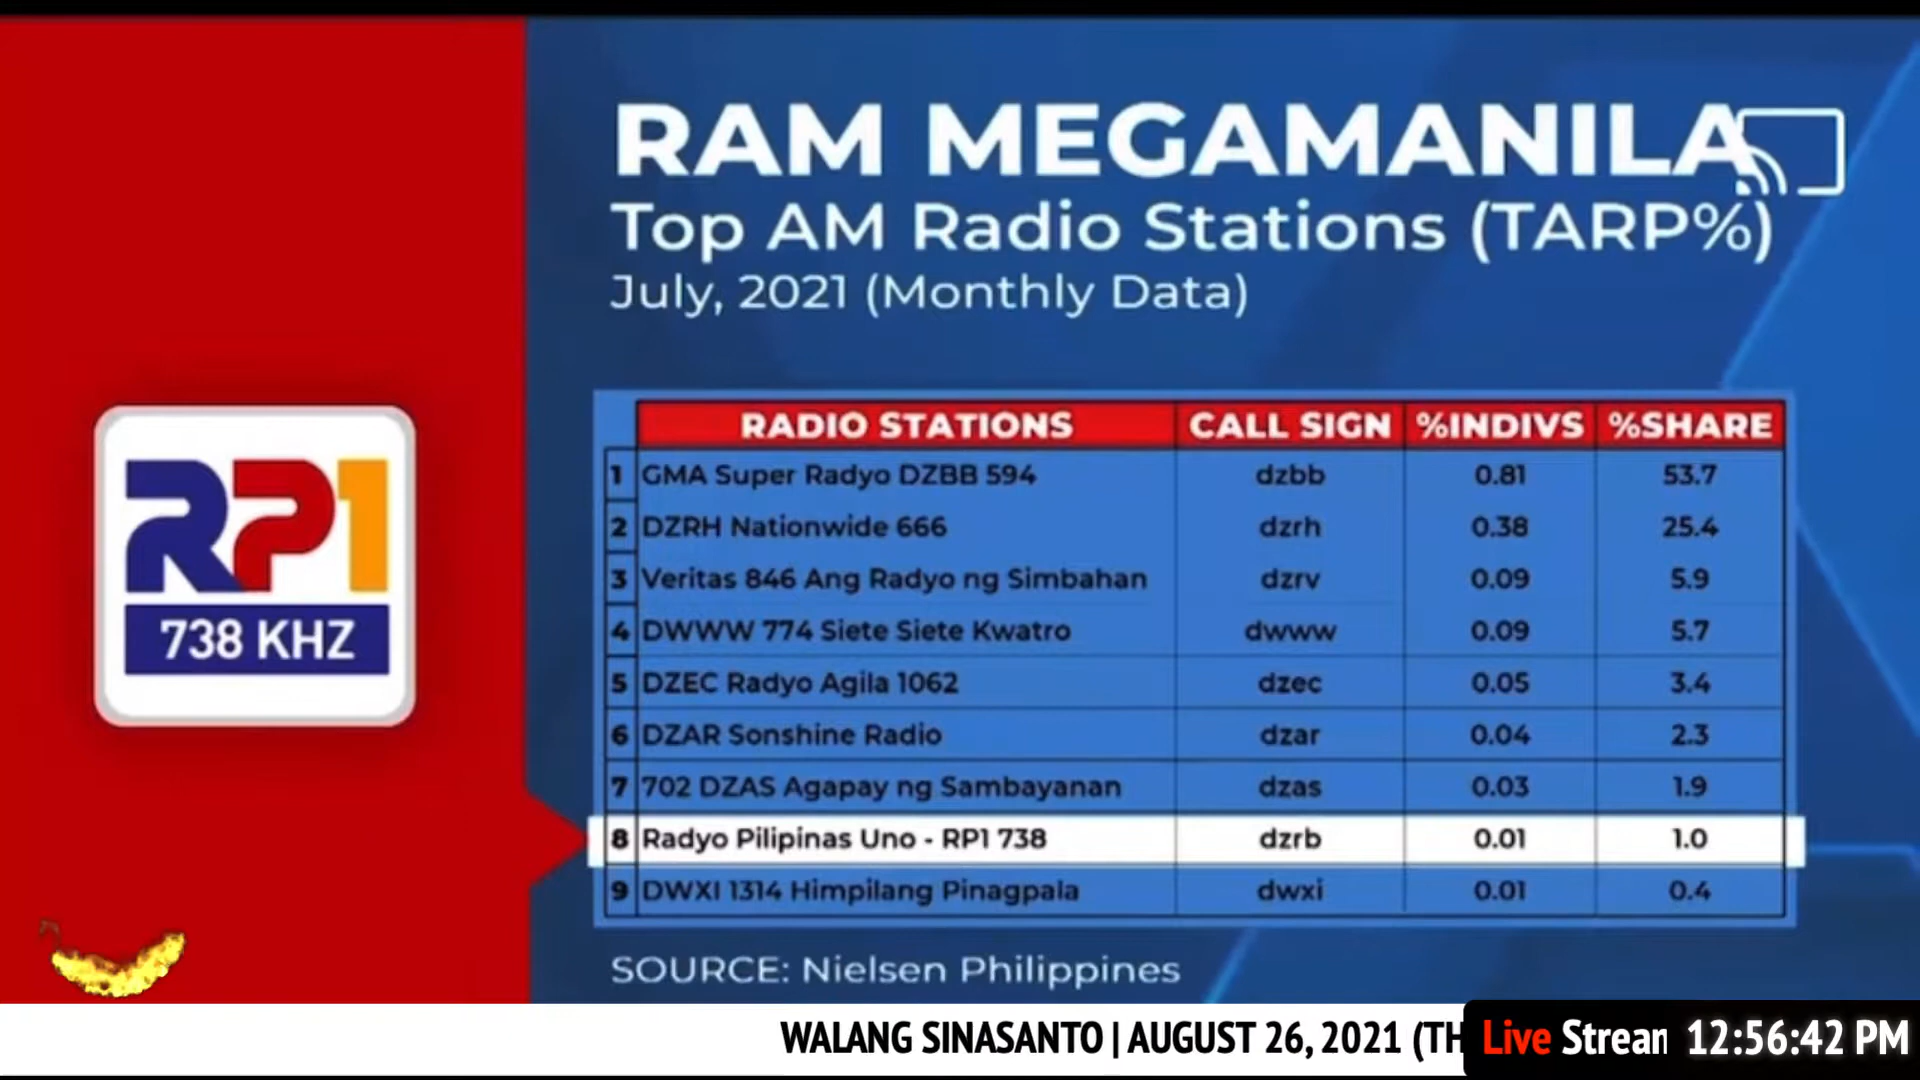 RAM MEGAMANILA
Top AM Radio Stations (TARP%)
July, 2021 (Monthly Data)
RP1
738 KHZ
RADIO STATIONS CALL SIGN %INDIVS %SHARE
1 GMA Super Radyo DZBB 594 dzbb 0.81 53.7
2 DZRH Nationwide 666 dzrh 0.38 25.4
3 Veritas 846 Ang Radyo ng Simbahan dzrv 0.09 5.9
4 DWWW 774 Siete Siete Kwatro dwww 0.09 5.7
5 DZEC Radyo Agila 1062 dzec 0.05 3.4
6 DZAR Sonshine Radio dzar 0.04 2.3
7 702 DZAS Agapay ng Sambayanan dzas 0.03 1.9
8 Radyo Pilipinas Uno - RP1 738 dzrb 0.01 1.0
9 DWXI 1314 Himpilang Pinagpala dwxi 0.01 0.4
SOURCE: Nielsen Philippines
WALANG SINASANTO | AUGUST 26, 2021 (TH
Live Strean 12:56:42 PM